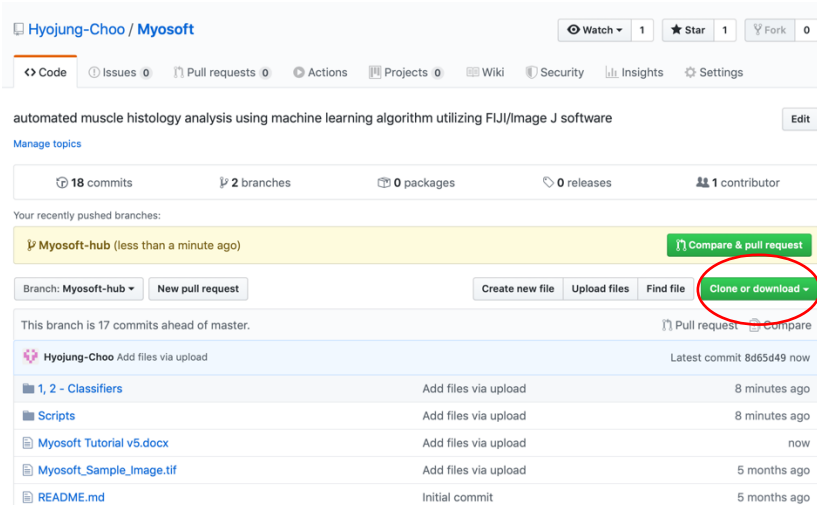 Hyojung-Choo / Myosoft
Watch 1 Star 1 Fork 0
Code Issues 0 Pull requests 0 Actions Projects 0 Wiki Security Insights Settings
automated muscle histology analysis using machine learning algorithm utilizing FIJI/Image J software
Edit
Manage topics
18 commits 2 branches 0 packages 0 releases 1 contributor
Your recently pushed branches:
Myosoft-hub (less than a minute ago) Compare & pull request
Branch: Myosoft-hub New pull request Create new file Upload files Find file Clone or download
This branch is 17 commits ahead of master. Pull request Compare
Hyojung-Choo Add files via upload Latest commit 8d65d49 now
1, 2 - Classifiers Add files via upload 8 minutes ago
Scripts Add files via upload 8 minutes ago
Myosoft Tutorial v5.docx Add files via upload now
Myosoft_Sample_Image.tif Add files via upload 5 months ago
README.md Initial commit 5 months ago